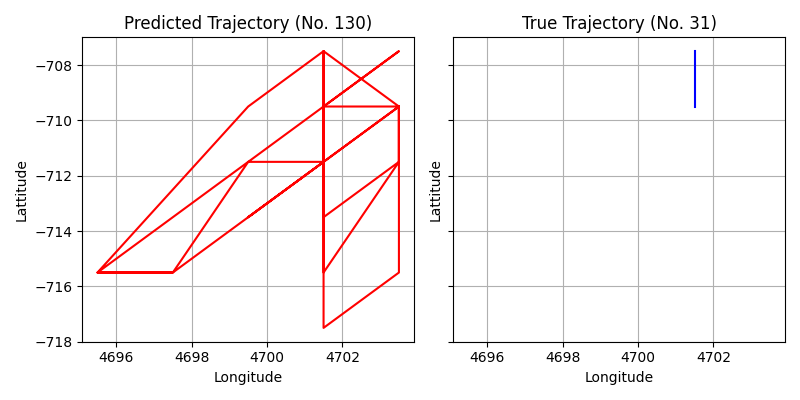 Predicted Trajectory (No. 130)
True Trajectory (No. 31)
−708
−710
−712
−714
−716
−718
Lattitude
4696
4698
4700
4702
Longitude
Lattitude
4696
4698
4700
4702
Longitude